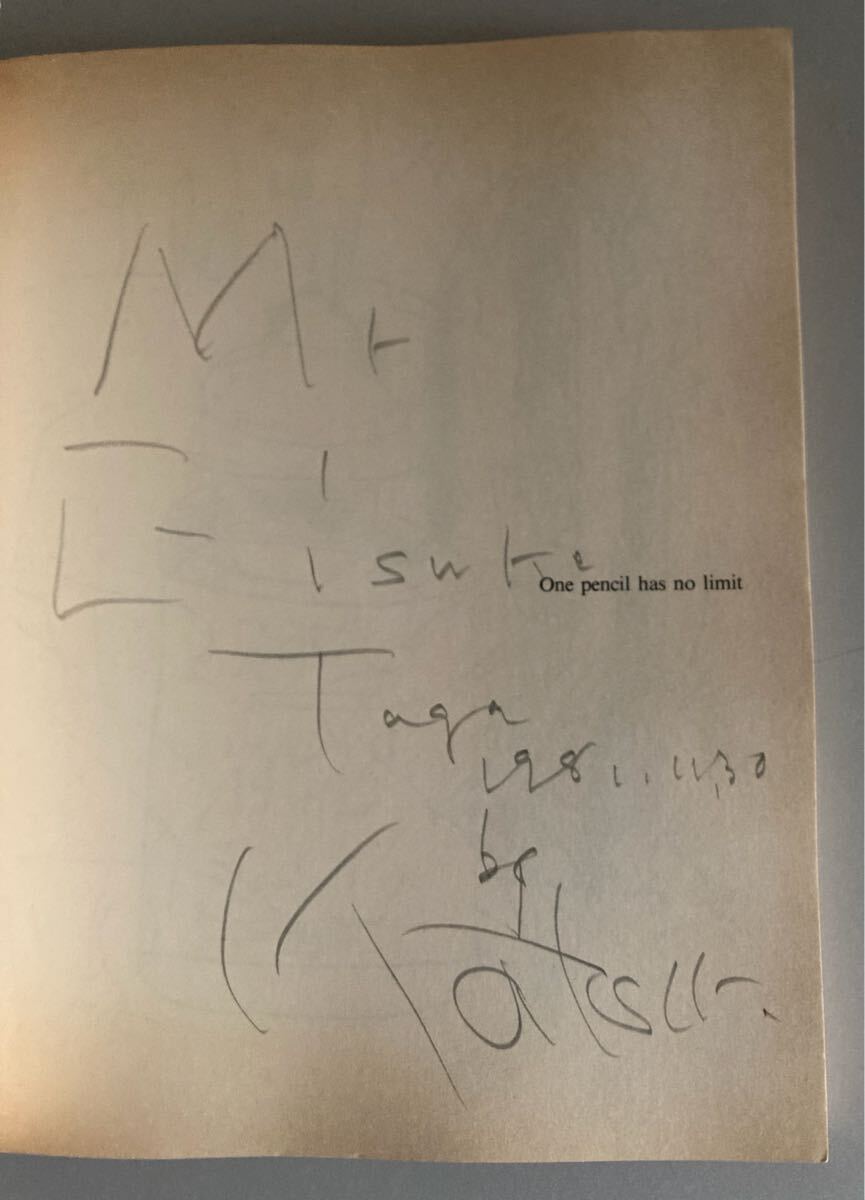 Mr
Eisuke
One pencil has no limit
Taga
1981.11.30
by